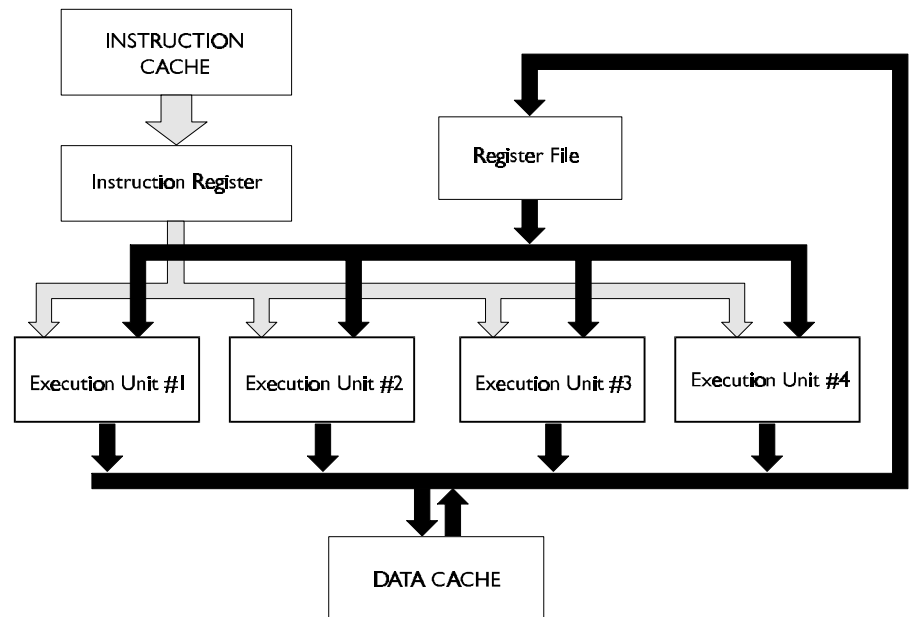 INSTRUCTION
CACHE
Register File
Instruction Register
Execution Unit #1
Execution Unit #2
Execution Unit #3
Execution Unit #4
DATA CACHE